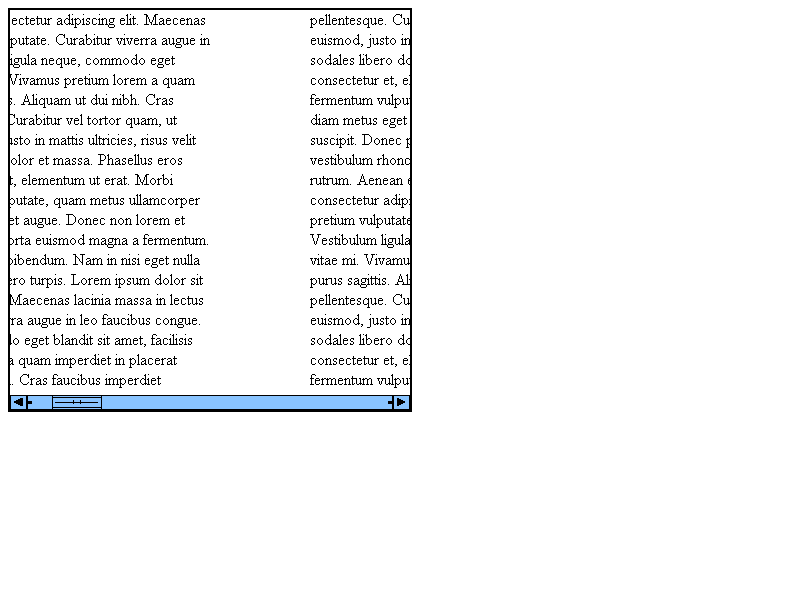 ectetur adipiscing elit. Maecenas
putate. Curabitur viverra augue in
igula neque, commodo eget
Vivamus pretium lorem a quam
s. Aliquam ut dui nibh. Cras
Curabitur vel tortor quam, ut
usto in mattis ultricies, risus velit
olor et massa. Phasellus eros
t, elementum ut erat. Morbi
putate, quam metus ullamcorper
et augue. Donec non lorem et
orta euismod magna a fermentum.
bibendum. Nam in nisi eget nulla
ero turpis. Lorem ipsum dolor sit
Maecenas lacinia massa in lectus
ra augue in leo faucibus congue.
do eget blandit sit amet, facilisis
a quam imperdiet in placerat
. Cras faucibus imperdiet
pellentesque. Cu
euismod, justo in
sodales libero do
consectetur et, el
fermentum vulpu
diam metus eget
suscipit. Donec p
vestibulum rhonc
rutrum. Aenean e
consectetur adip
pretium vulputate
Vestibulum ligula
vitae mi. Vivamu
purus sagittis. Al
pellentesque. Cu
euismod, justo in
sodales libero do
consectetur et, el
fermentum vulpu